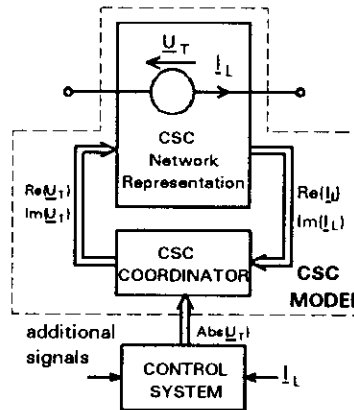 U_T
I_L
CSC
Network
Representation
Re{U_T}
Im{U_T}
Re{I_L}
Im{I_L}
CSC
COORDINATOR
CSC
MODEL
Abs{U_T}
additional
signals
CONTROL
SYSTEM
I_L